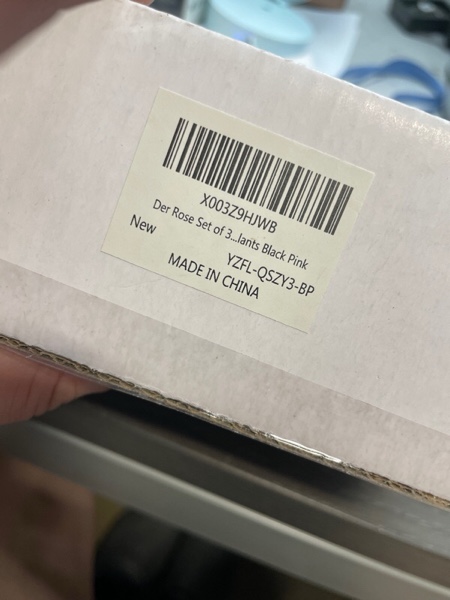 X003Z9HJWB
Der Rose Set of 3...lants Black Pink
New
YZFL-QSZY3-BP
MADE IN CHINA